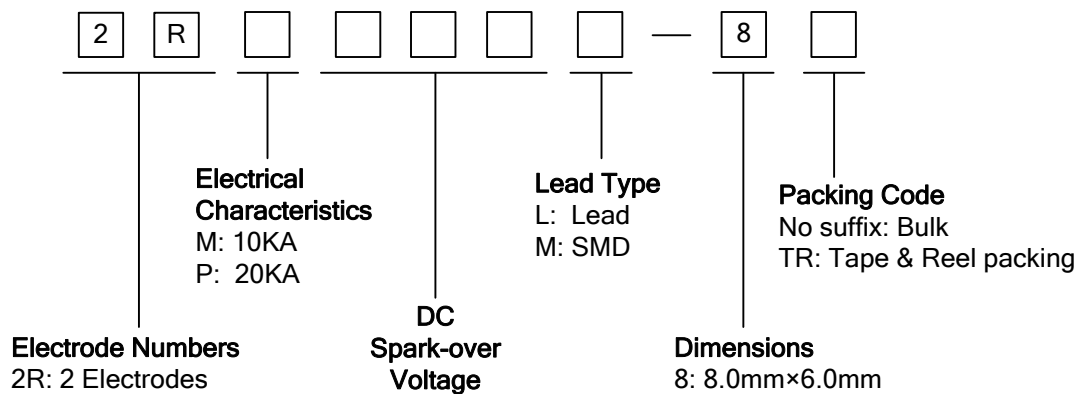 2 R — 8
Electrical
Characteristics
M: 10KA
P: 20KA
Lead Type
L: Lead
M: SMD
Packing Code
No suffix: Bulk
TR: Tape & Reel packing
Electrode Numbers
2R: 2 Electrodes
DC
Spark-over
Voltage
Dimensions
8: 8.0mm×6.0mm